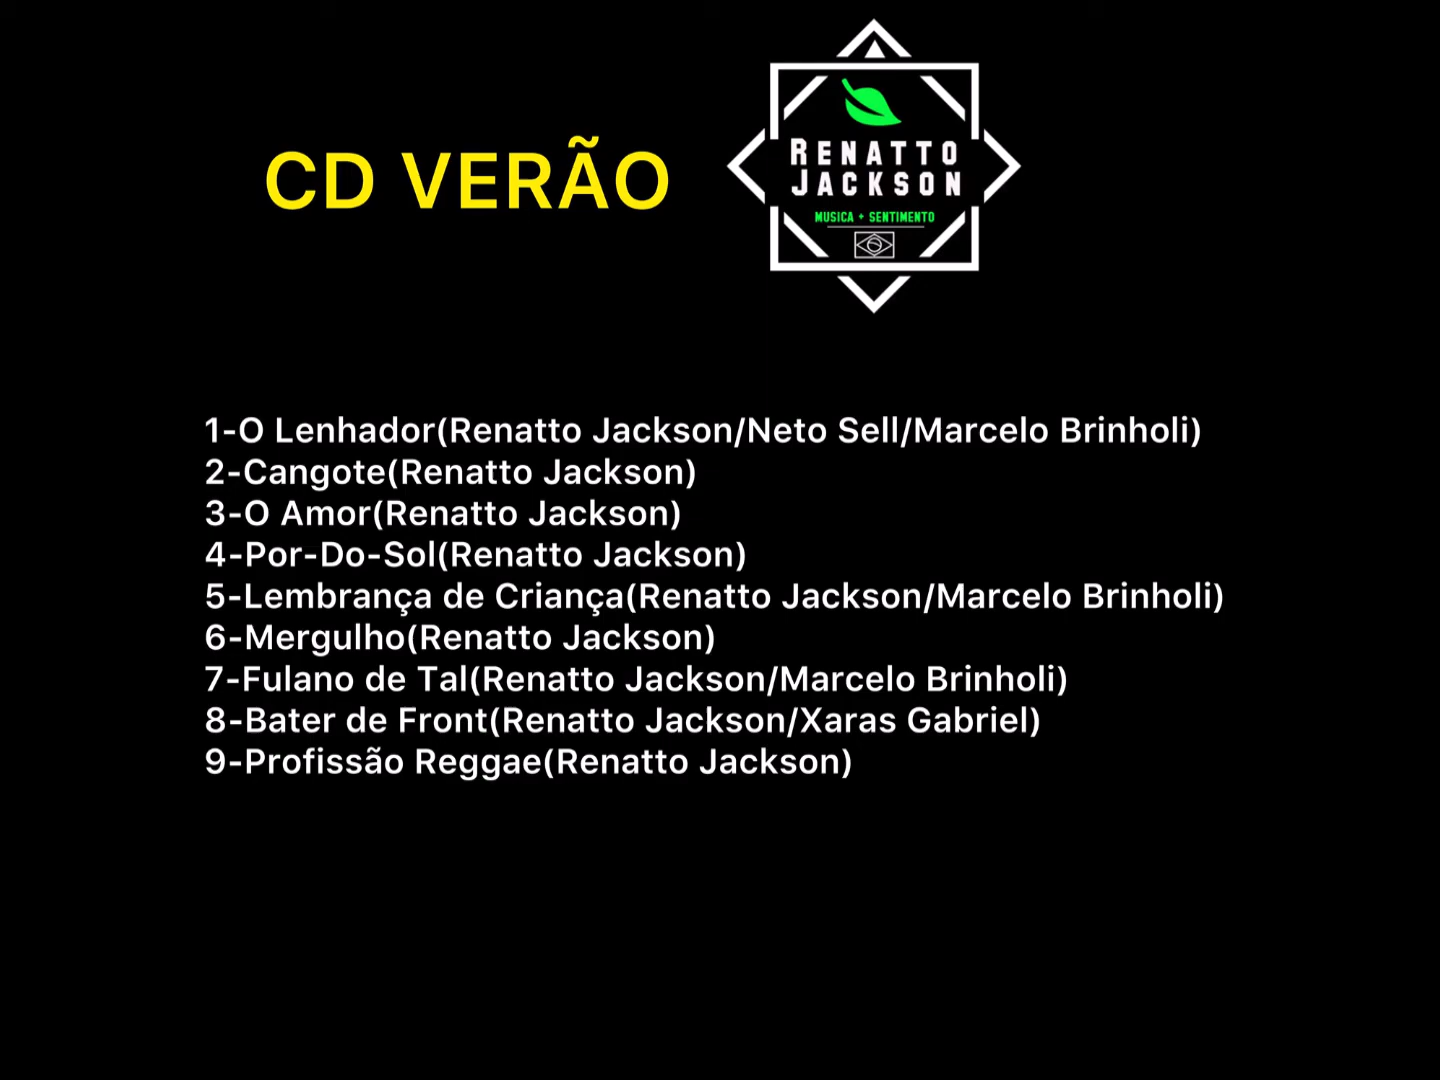 CD VERÃO
RENATTO
JACKSON
MUSICA + SENTIMENTO
1-O Lenhador(Renatto Jackson/Neto Sell/Marcelo Brinholi)
2-Cangote(Renatto Jackson)
3-O Amor(Renatto Jackson)
4-Por-Do-Sol(Renatto Jackson)
5-Lembrança de Criança(Renatto Jackson/Marcelo Brinholi)
6-Mergulho(Renatto Jackson)
7-Fulano de Tal(Renatto Jackson/Marcelo Brinholi)
8-Bater de Front(Renatto Jackson/Xaras Gabriel)
9-Profissão Reggae(Renatto Jackson)